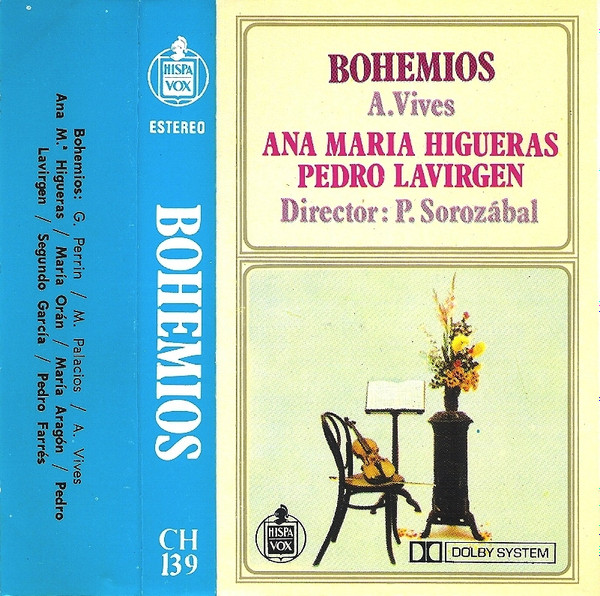 Bohemios: G. Perrin / M. Palacios / A. Vives
Ana M.ª Higueras / María Orán / María Aragón / Pedro
Lavirgen / Segundo García / Pedro Farrés
HISPA
VOX
ESTEREO
BOHEMIOS
CH
139
BOHEMIOS
A.Vives
ANA MARIA HIGUERAS
PEDRO LAVIRGEN
Director: P. Sorozábal
HISPA
VOX
DOLBY SYSTEM